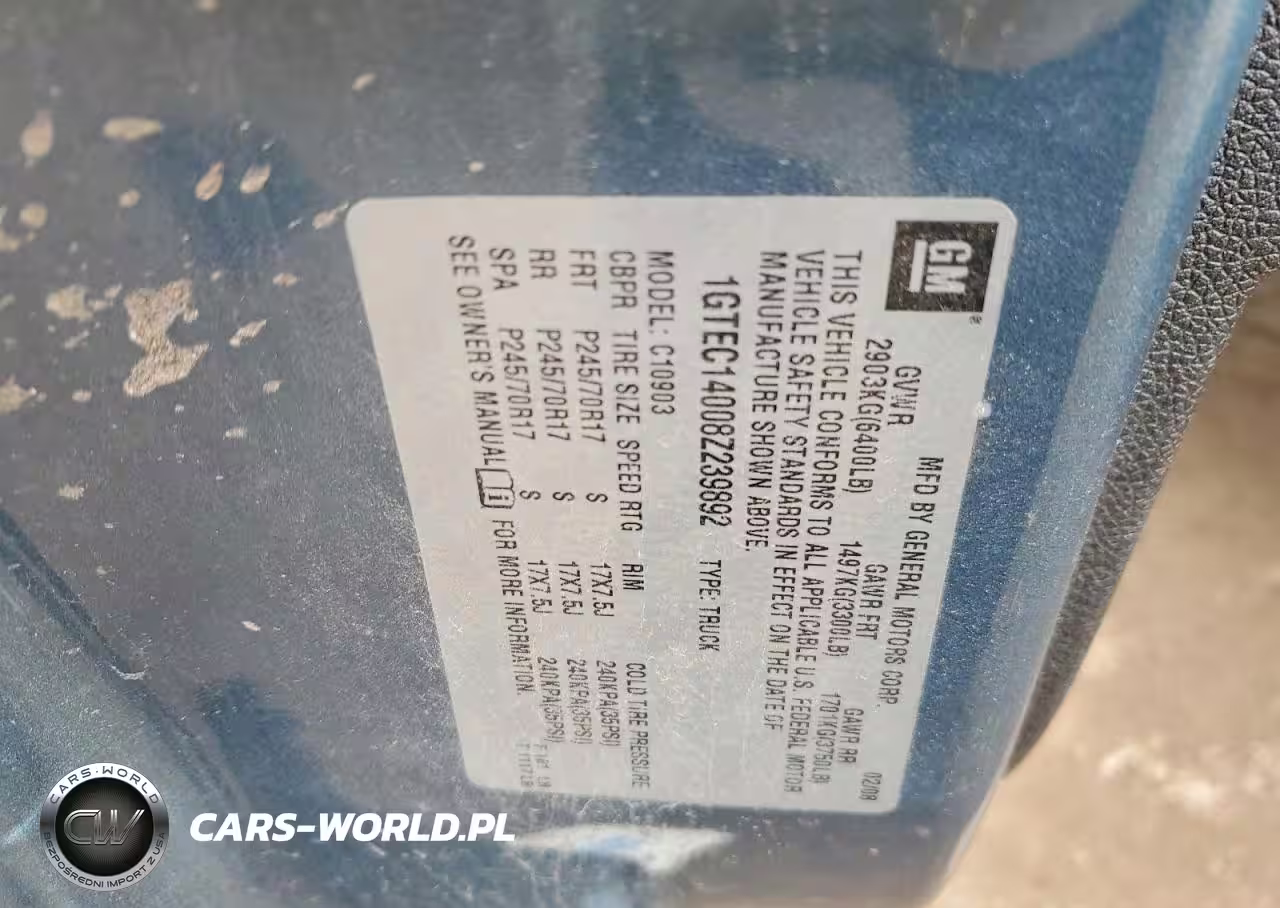 GM
MFD BY GENERAL MOTORS CORP. 02/08
GVWR GAWR FRT GAWR RR
2903KG(6400LB) 1497KG(3300LB) 1701KG(3750LB)
THIS VEHICLE CONFORMS TO ALL APPLICABLE U.S. FEDERAL MOTOR
VEHICLE SAFETY STANDARDS IN EFFECT ON THE DATE OF
MANUFACTURE SHOWN ABOVE.
1GTEC14008Z239892 TYPE: TRUCK
MODEL: C10903
CBPR TIRE SIZE SPEED RTG RIM COLD TIRE PRESSURE
FRT P245/70R17 S 17X7.5J 240KPA(35PSI)
RR P245/70R17 S 17X7.5J 240KPA(35PSI)
SPA P245/70R17 S 17X7.5J 240KPA(35PSI)
SEE OWNER'S MANUAL FOR MORE INFORMATION.
CARS-WORLD
CW
BEZPOŚREDNI IMPORT Z USA
CARS-WORLD.PL